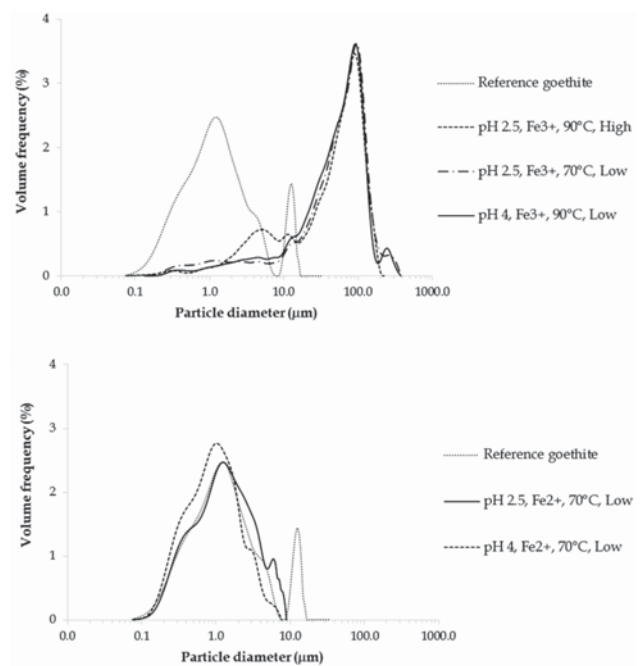 4
Reference goethite
3
pH 2.5, Fe3+, 90°C, High
Volume frequency (%)
2
pH 2.5, Fe3+, 70°C, Low
1
pH 4, Fe3+, 90°C, Low
0
0.0 0.1 1.0 10.0 100.0 1000.0
Particle diameter (µm)
4
3
Reference goethite
Volume frequency (%)
2
pH 2.5, Fe2+, 70°C, Low
1
pH 4, Fe2+, 70°C, Low
0
0.0 0.1 1.0 10.0 100.0 1000.0
Particle diameter (µm)